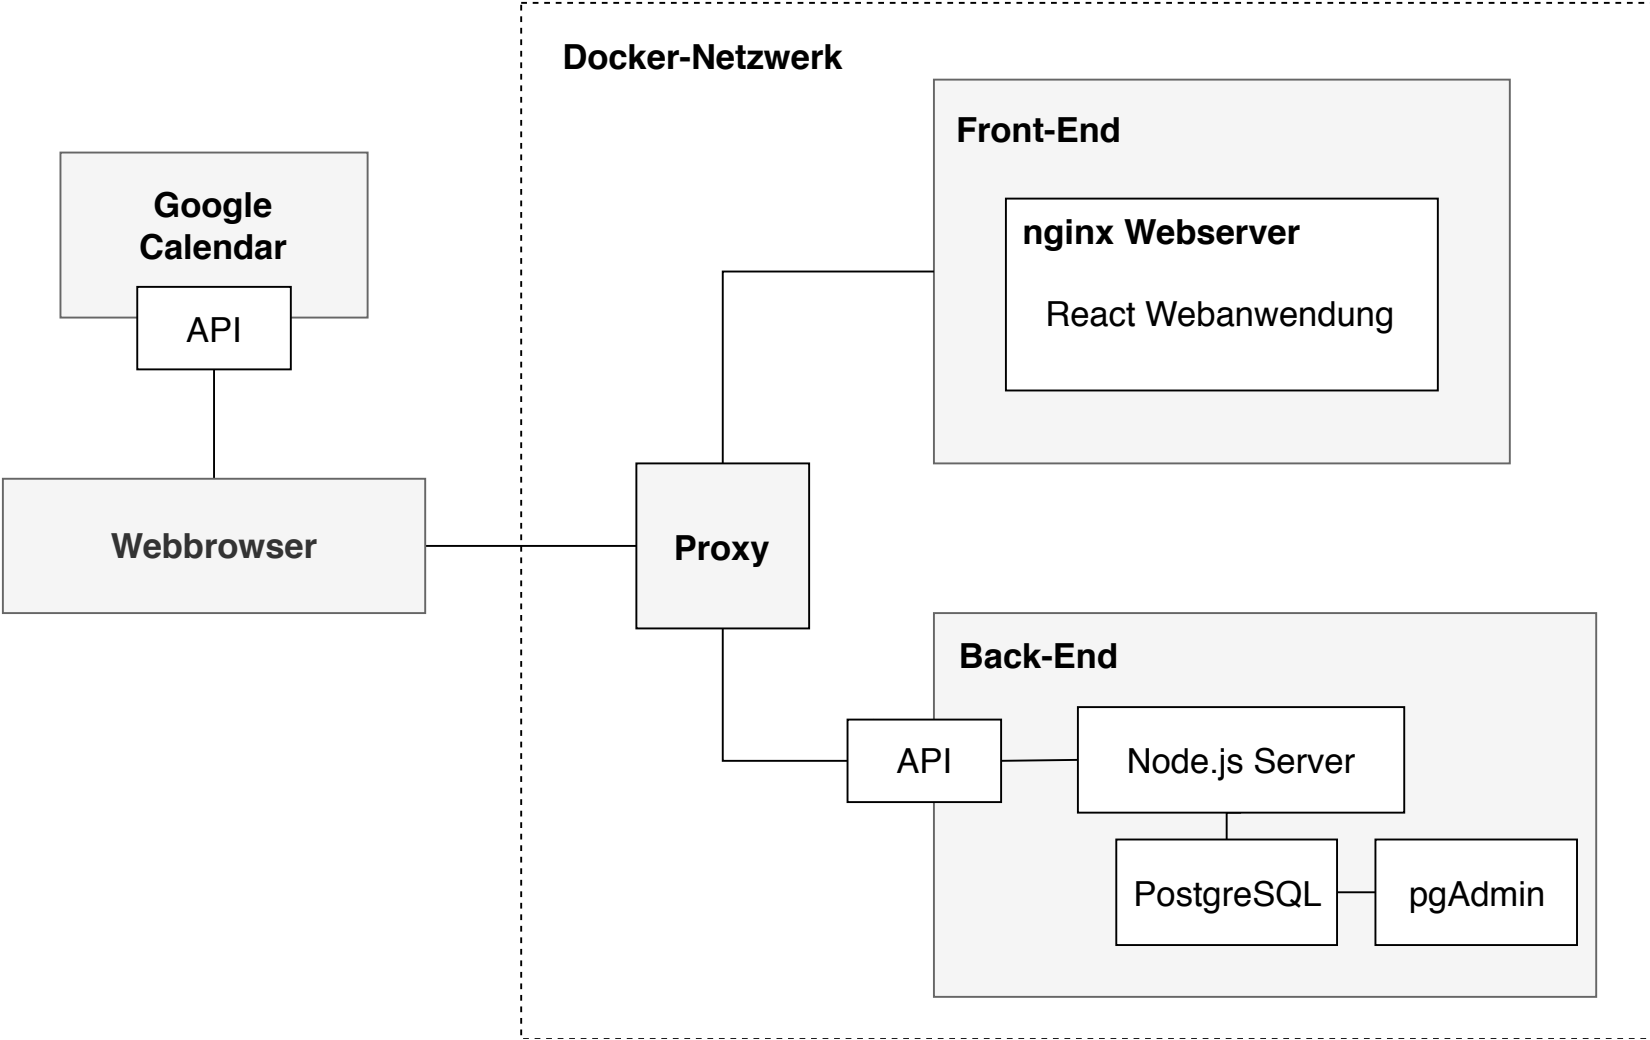 Docker-Netzwerk
Front-End
nginx Webserver
React Webanwendung
Google
Calendar
API
Webbrowser
Proxy
Back-End
API
Node.js Server
PostgreSQL
pgAdmin